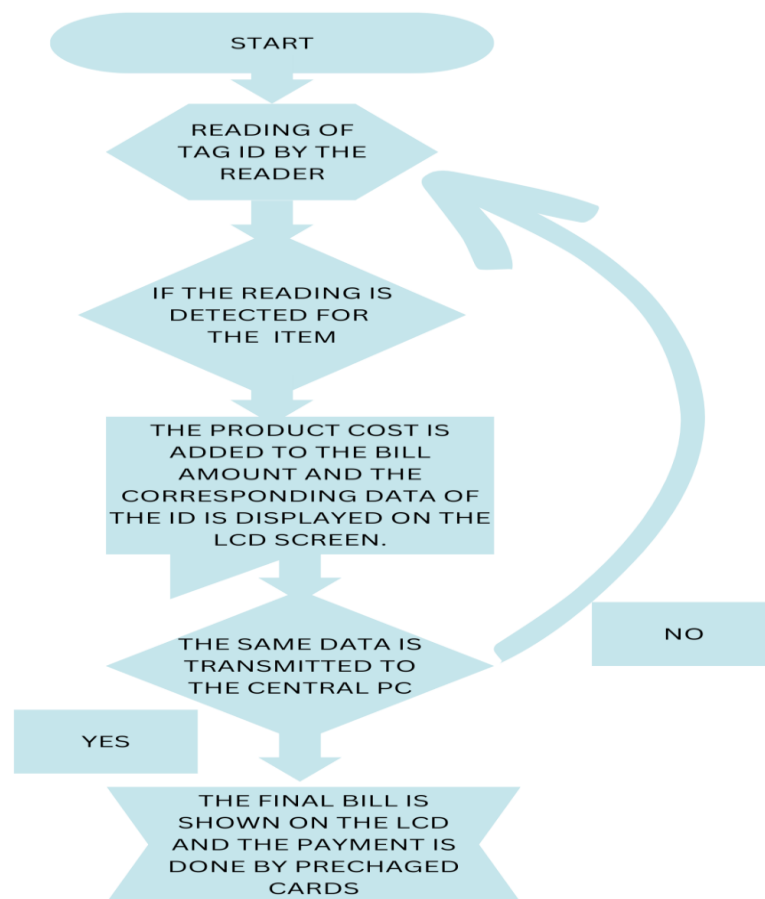 START
READING OF
TAG ID BY THE
READER
IF THE READING IS
DETECTED FOR
THE ITEM
THE PRODUCT COST IS
ADDED TO THE BILL
AMOUNT AND THE
CORRESPONDING DATA OF
THE ID IS DISPLAYED ON THE
LCD SCREEN.
NO
THE SAME DATA IS
TRANSMITTED TO
THE CENTRAL PC
YES
THE FINAL BILL IS
SHOWN ON THE LCD
AND THE PAYMENT IS
DONE BY PRECHAGED
CARDS